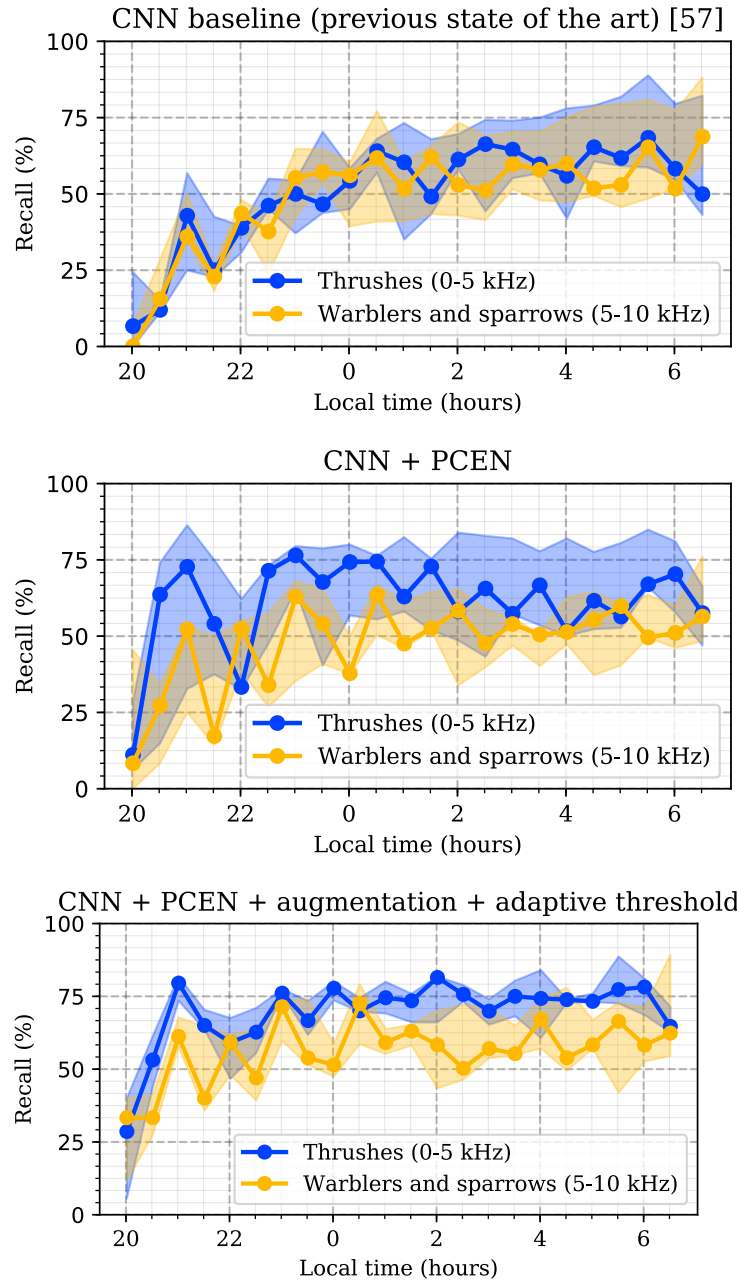 CNN baseline (previous state of the art) [57]
100
75
50
25
0
Recall (%)
Thrushes (0-5 kHz)
Warblers and sparrows (5-10 kHz)
20 22 0 2 4 6
Local time (hours)
CNN + PCEN
100
75
50
25
0
Recall (%)
Thrushes (0-5 kHz)
Warblers and sparrows (5-10 kHz)
20 22 0 2 4 6
Local time (hours)
CNN + PCEN + augmentation + adaptive threshold
100
75
50
25
0
Recall (%)
Thrushes (0-5 kHz)
Warblers and sparrows (5-10 kHz)
20 22 0 2 4 6
Local time (hours)